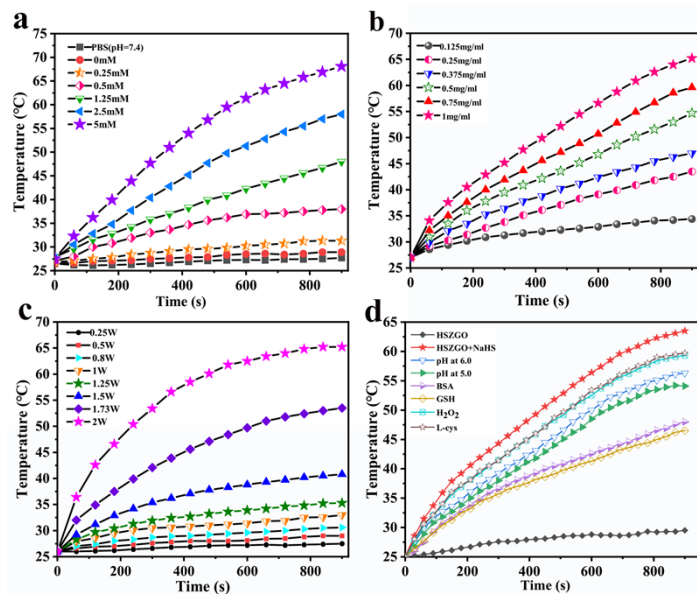 a
Temperature (℃)
75
70
65
60
55
50
45
40
35
30
25
PBS(pH=7.4)
0mM
0.25mM
0.5mM
1.25mM
2.5mM
5mM
0
200
400
600
800
Time (s)
b
Temperature (℃)
70
65
60
55
50
45
40
35
30
25
0.125mg/ml
0.25mg/ml
0.375mg/ml
0.5mg/ml
0.75mg/ml
1mg/ml
0
200
400
600
800
Time (s)
c
Temperature (℃)
70
65
60
55
50
45
40
35
30
25
0.25W
0.5W
0.8W
1W
1.25W
1.5W
1.73W
2W
0
200
400
600
800
Time (s)
d
Temperature (℃)
65
60
55
50
45
40
35
30
25
HSZGO
HSZGO+NaHS
pH at 6.0
pH at 5.0
BSA
GSH
H₂O₂
L-cys
0
200
400
600
800
Time (s)